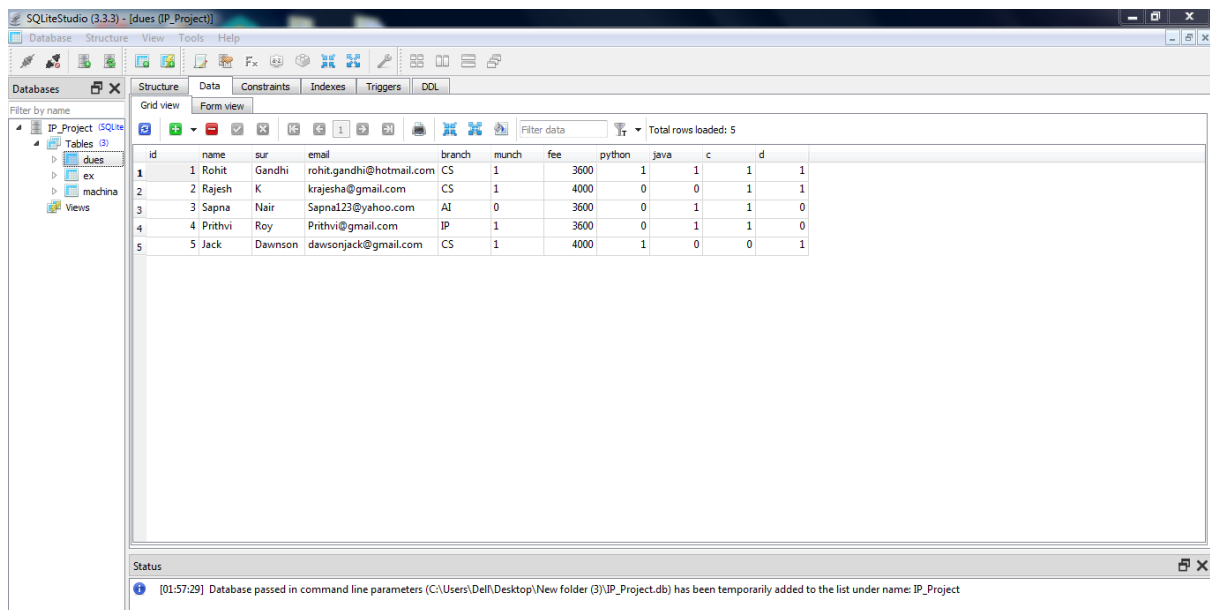 SQLiteStudio (3.3.3) - [dues (IP_Project)]
Database Structure View Tools Help
Databases
Structure Data Constraints Indexes Triggers DDL
Filter by name
Grid view Form view
IP_Project (SQLite
Tables (3)
dues
ex
machina
Views
1 Filter data Total rows loaded: 5
id name sur email branch munch fee python java c d
1 1 Rohit Gandhi rohit.gandhi@hotmail.com CS 1 3600 1 1 1 1
2 2 Rajesh K krajesha@gmail.com CS 1 4000 0 0 1 1
3 3 Sapna Nair Sapna123@yahoo.com AI 0 3600 0 1 1 0
4 4 Prithvi Roy Prithvi@gmail.com IP 1 3600 0 1 1 0
5 5 Jack Dawnson dawsonjack@gmail.com CS 1 4000 1 0 0 1
Status
[01:57:29] Database passed in command line parameters (C:\Users\Dell\Desktop\New folder (3)\IP_Project.db) has been temporarily added to the list under name: IP_Project